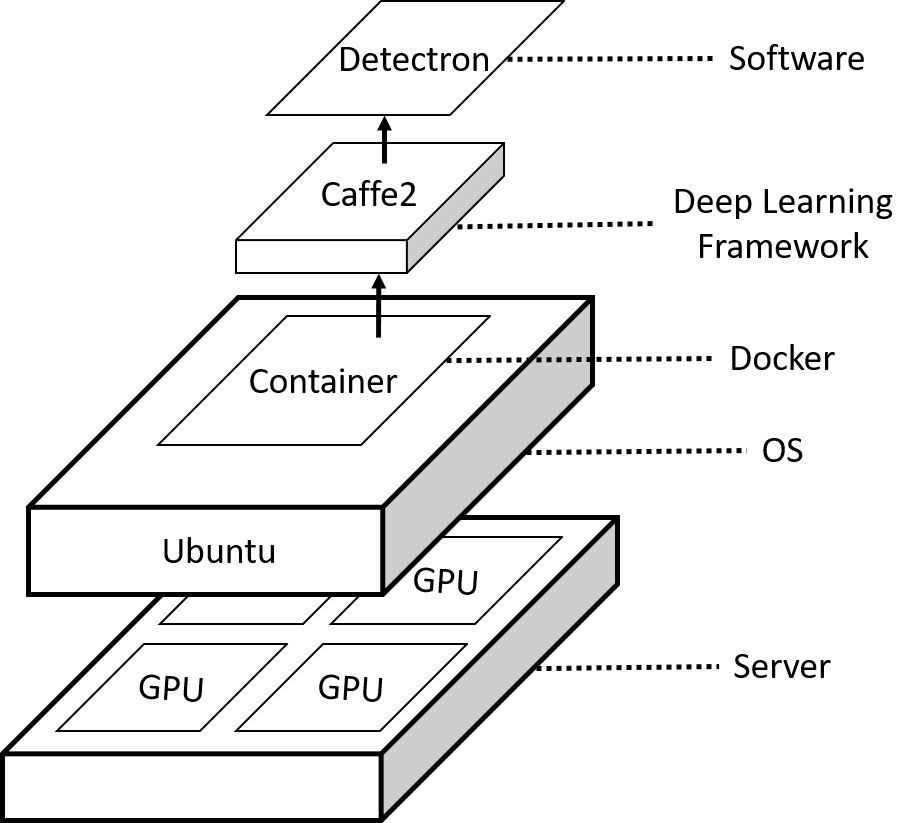 Detectron
Software
Caffe2
Deep Learning
Framework
Container
Docker
OS
Ubuntu
GPU
GPU
GPU
Server